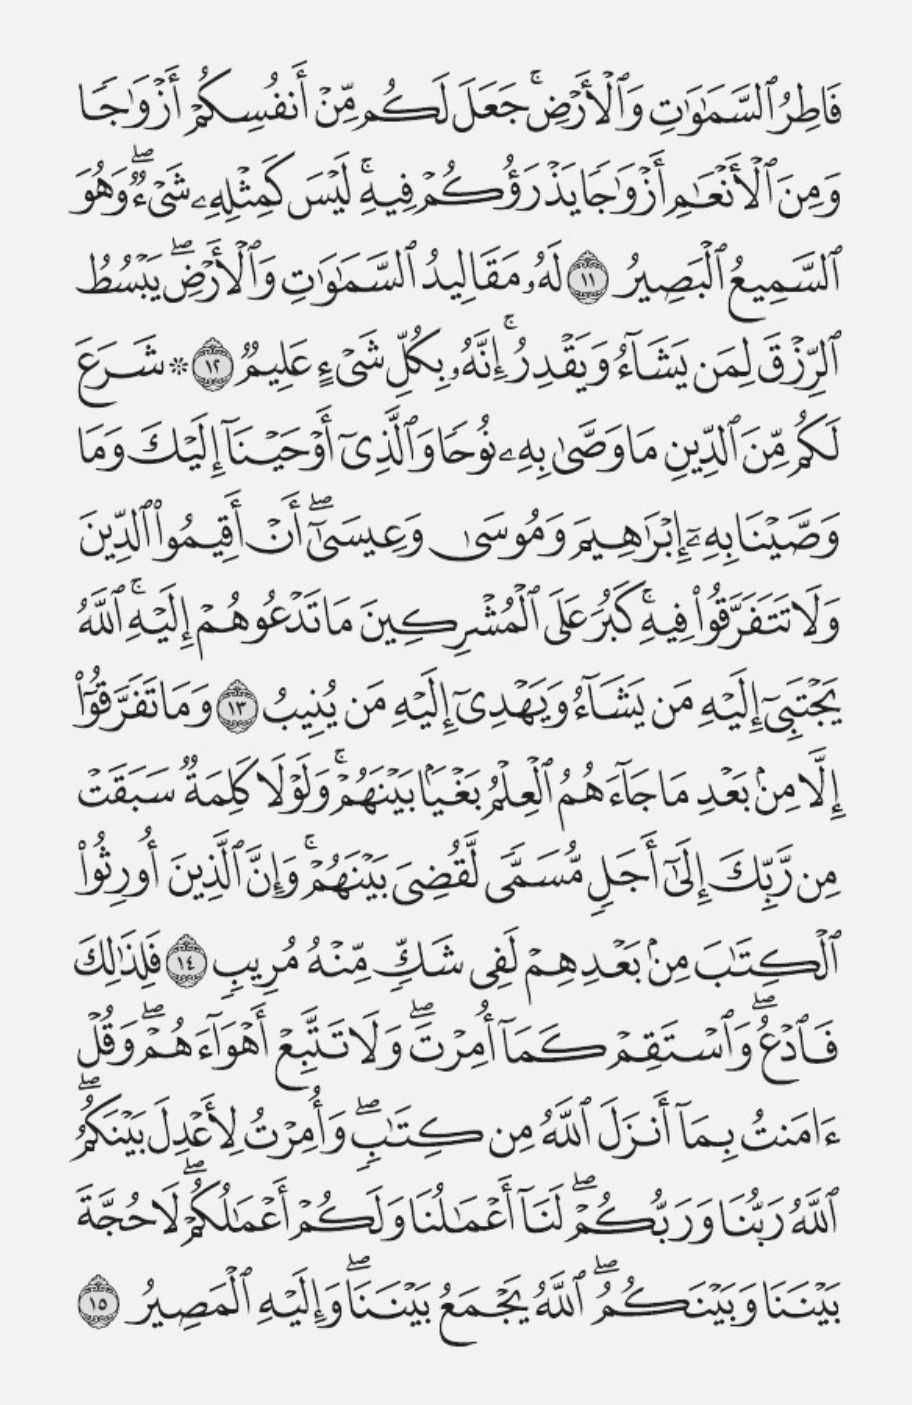 فَاطِرُ ٱلسَّمَٰوَٰتِ وَٱلْأَرْضِ ۚ جَعَلَ لَكُم مِّنْ أَنفُسِكُمْ أَزْوَٰجًا
وَمِنَ ٱلْأَنْعَٰمِ أَزْوَٰجًا يَذْرَؤُكُمْ فِيهِ ۚ لَيْسَ كَمِثْلِهِۦ شَىْءٌ ۖ وَهُوَ
ٱلسَّمِيعُ ٱلْبَصِيرُ ١١ لَهُۥ مَقَالِيدُ ٱلسَّمَٰوَٰتِ وَٱلْأَرْضِ ۖ يَبْسُطُ
ٱلرِّزْقَ لِمَن يَشَآءُ وَيَقْدِرُ ۚ إِنَّهُۥ بِكُلِّ شَىْءٍ عَلِيمٌ ١٢ ۞ شَرَعَ
لَكُم مِّنَ ٱلدِّينِ مَا وَصَّىٰ بِهِۦ نُوحًا وَٱلَّذِىٓ أَوْحَيْنَآ إِلَيْكَ وَمَا
وَصَّيْنَا بِهِۦٓ إِبْرَٰهِيمَ وَمُوسَىٰ وَعِيسَىٰٓ ۖ أَنْ أَقِيمُوا۟ ٱلدِّينَ
وَلَا تَتَفَرَّقُوا۟ فِيهِ ۚ كَبُرَ عَلَى ٱلْمُشْرِكِينَ مَا تَدْعُوهُمْ إِلَيْهِ ۚ ٱللَّهُ
يَجْتَبِىٓ إِلَيْهِ مَن يَشَآءُ وَيَهْدِىٓ إِلَيْهِ مَن يُنِيبُ ١٣ وَمَا تَفَرَّقُوٓا۟
إِلَّا مِنۢ بَعْدِ مَا جَآءَهُمُ ٱلْعِلْمُ بَغْيًۢا بَيْنَهُمْ ۚ وَلَوْلَا كَلِمَةٌ سَبَقَتْ
مِن رَّبِّكَ إِلَىٰٓ أَجَلٍ مُّسَمًّى لَّقُضِىَ بَيْنَهُمْ ۚ وَإِنَّ ٱلَّذِينَ أُورِثُوا۟
ٱلْكِتَٰبَ مِنۢ بَعْدِهِمْ لَفِى شَكٍّ مِّنْهُ مُرِيبٍ ١٤ فَلِذَٰلِكَ
فَٱدْعُ ۖ وَٱسْتَقِمْ كَمَآ أُمِرْتَ ۖ وَلَا تَتَّبِعْ أَهْوَآءَهُمْ ۖ وَقُلْ
ءَامَنتُ بِمَآ أَنزَلَ ٱللَّهُ مِن كِتَٰبٍ ۖ وَأُمِرْتُ لِأَعْدِلَ بَيْنَكُمُ ۖ
ٱللَّهُ رَبُّنَا وَرَبُّكُمْ ۖ لَنَآ أَعْمَٰلُنَا وَلَكُمْ أَعْمَٰلُكُمْ ۖ لَا حُجَّةَ
بَيْنَنَا وَبَيْنَكُمُ ۖ ٱللَّهُ يَجْمَعُ بَيْنَنَا ۖ وَإِلَيْهِ ٱلْمَصِيرُ ١٥